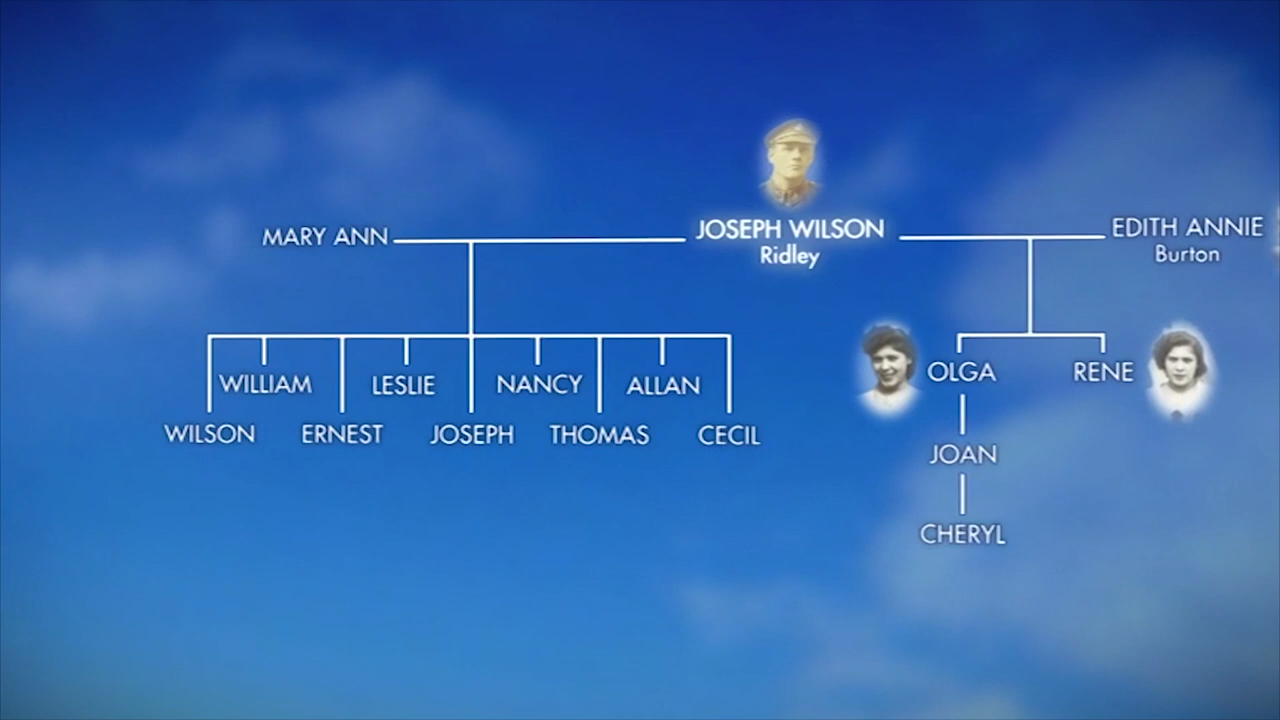 MARY ANN
JOSEPH WILSON
Ridley
EDITH ANNIE
Burton
WILLIAM
LESLIE
NANCY
ALLAN
WILSON
ERNEST
JOSEPH
THOMAS
CECIL
OLGA
RENE
JOAN
CHERYL